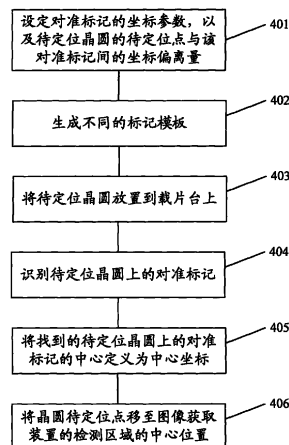 设定对准标记的坐标参数，以
及待定位晶圆的待定位点与该
对准标记间的坐标偏离量
401
生成不同的标记模板
402
将待定位晶圆放置到载片台上
403
识别待定位晶圆上的对准标记
404
将找到的待定位晶圆上的对准
标记的中心定义为中心坐标
405
将晶圆待定位点移至图像获取
装置的检测区域的中心位置
406